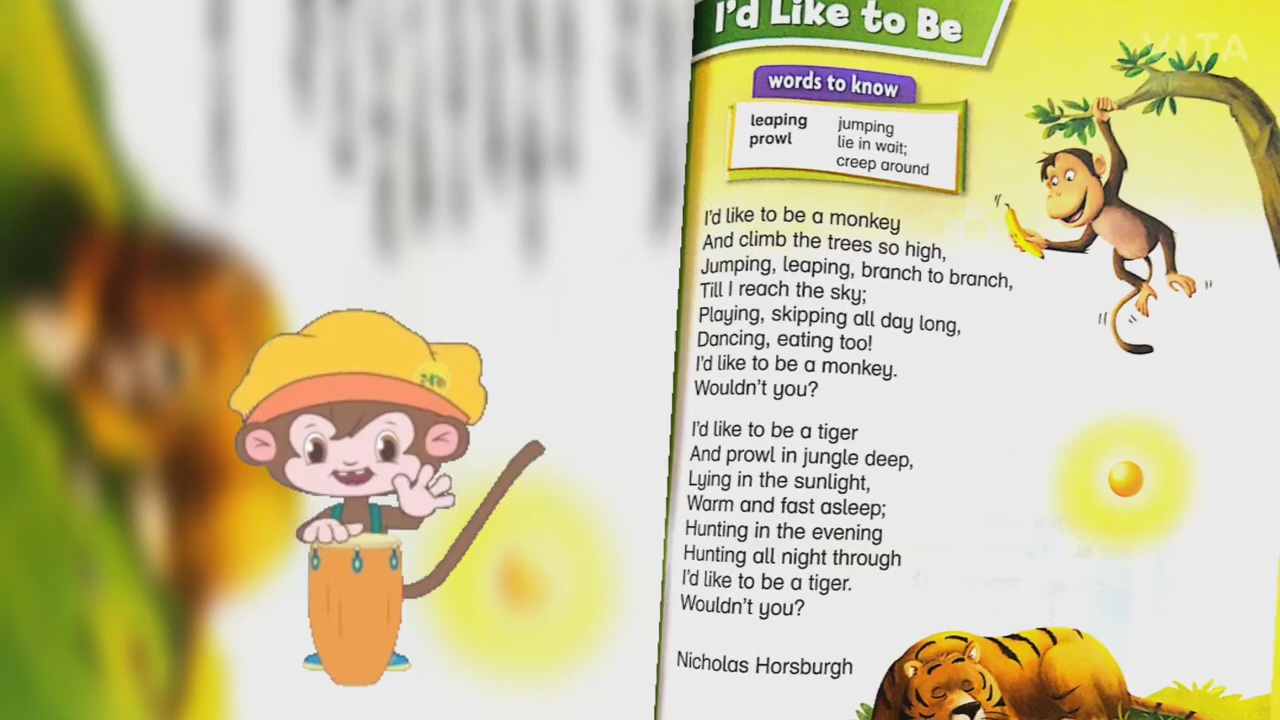 I'd Like to Be
VITA
words to know
leaping jumping
prowl lie in wait;
creep around
I'd like to be a monkey
And climb the trees so high,
Jumping, leaping, branch to branch,
Till I reach the sky;
Playing, skipping all day long,
Dancing, eating too!
I'd like to be a monkey.
Wouldn't you?
I'd like to be a tiger
And prowl in jungle deep,
Lying in the sunlight,
Warm and fast asleep;
Hunting in the evening
Hunting all night through
I'd like to be a tiger.
Wouldn't you?
Nicholas Horsburgh